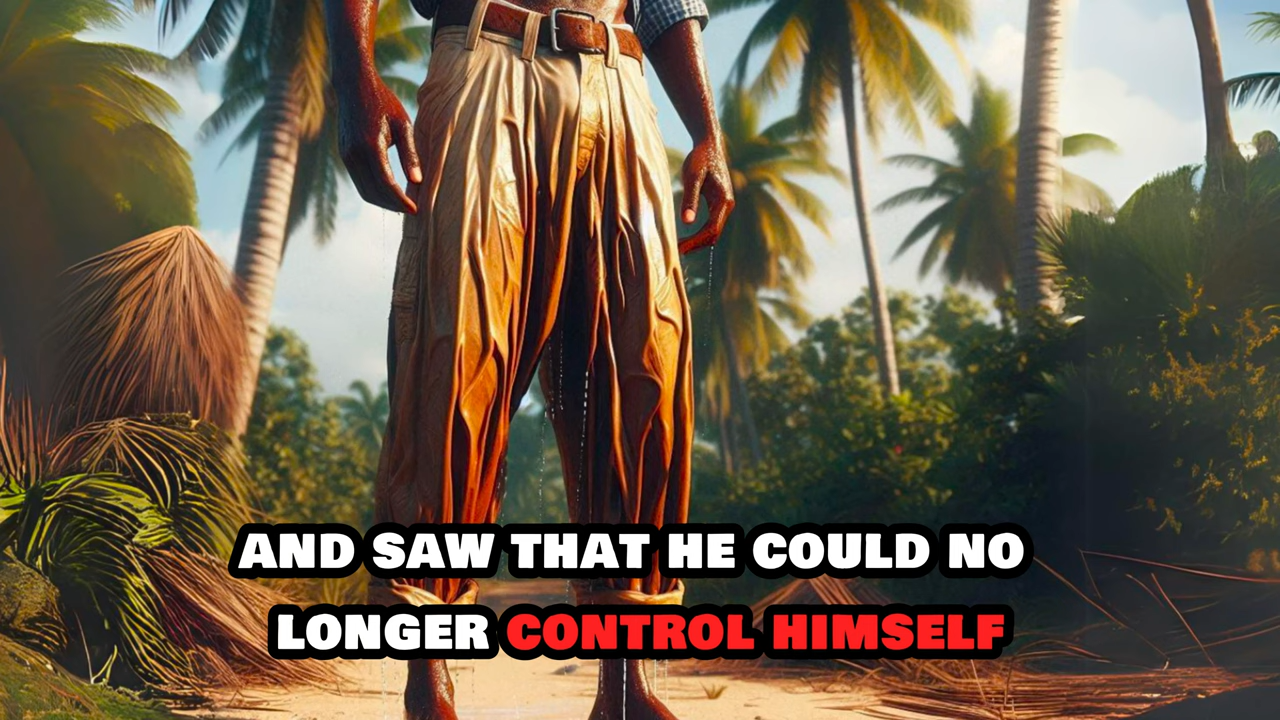 AND SAW THAT HE COULD NO
LONGER CONTROL HIMSELF